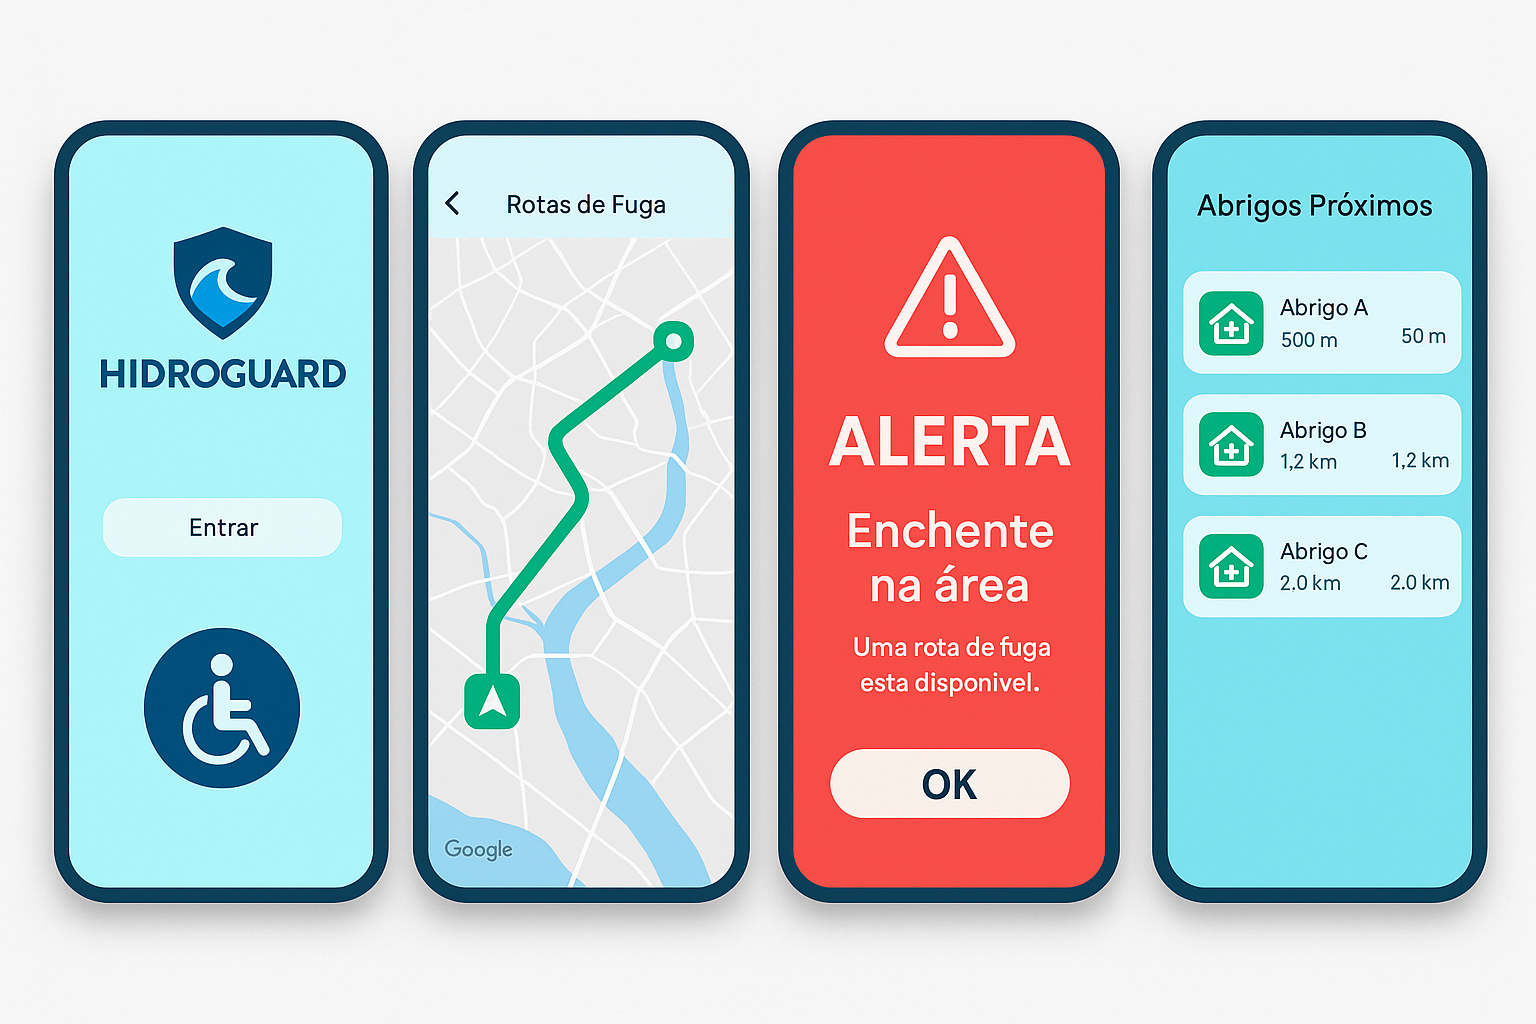 HIDROGUARD
Entrar
Rotas de Fuga
Google
ALERTA
Enchente
na área
Uma rota de fuga
esta disponivel.
OK
Abrigos Próximos
Abrigo A
500 m
50 m
Abrigo B
1,2 km
1,2 km
Abrigo C
2.0 km
2.0 km